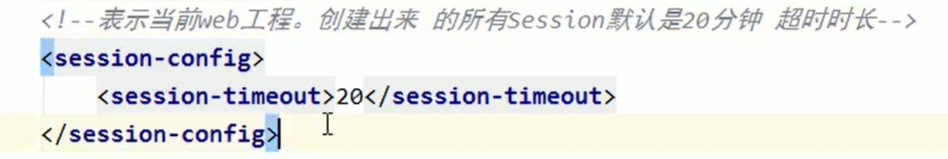 <!--表示当前web工程。创建出来 的所有Session默认是20分钟 超时时长-->
<session-config>
<session-timeout>20</session-timeout>
</session-config>